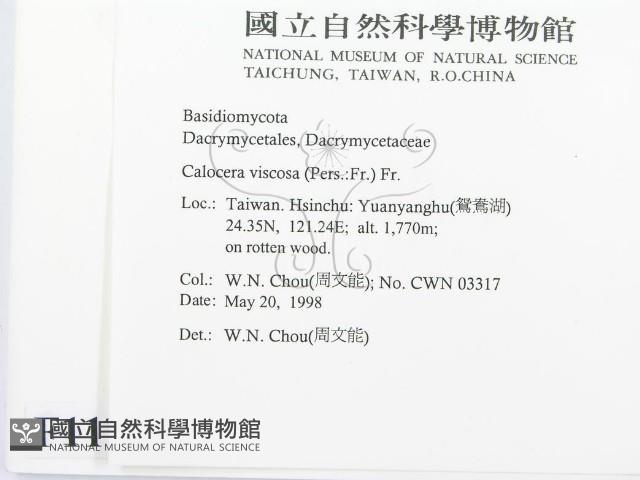 國立自然科學博物館
NATIONAL MUSEUM OF NATURAL SCIENCE
TAICHUNG, TAIWAN, R.O.CHINA
Basidiomycota
Dacrymycetales, Dacrymycetaceae
Calocera viscosa (Pers.:Fr.) Fr.
Loc.: Taiwan. Hsinchu: Yuanyanghu(鴛鴦湖)
24.35N, 121.24E; alt. 1,770m;
on rotten wood.
Col.: W.N. Chou(周文能); No. CWN 03317
Date: May 20, 1998
Det.: W.N. Chou(周文能)
國立自然科學博物館
NATIONAL MUSEUM OF NATURAL SCIENCE